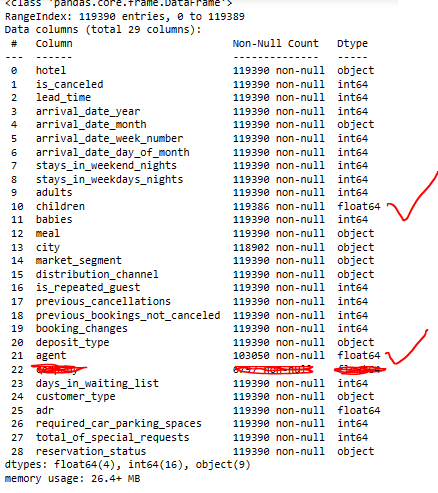 <class 'pandas.core.frame.DataFrame'>
RangeIndex: 119390 entries, 0 to 119389
Data columns (total 29 columns):
# Column Non-Null Count Dtype
--- ------ -------------- -----
0 hotel 119390 non-null object
1 is_canceled 119390 non-null int64
2 lead_time 119390 non-null int64
3 arrival_date_year 119390 non-null int64
4 arrival_date_month 119390 non-null object
5 arrival_date_week_number 119390 non-null int64
6 arrival_date_day_of_month 119390 non-null int64
7 stays_in_weekend_nights 119390 non-null int64
8 stays_in_weekdays_nights 119390 non-null int64
9 adults 119390 non-null int64
10 children 119386 non-null float64
11 babies 119390 non-null int64
12 meal 119390 non-null object
13 city 118902 non-null object
14 market_segment 119390 non-null object
15 distribution_channel 119390 non-null object
16 is_repeated_guest 119390 non-null int64
17 previous_cancellations 119390 non-null int64
18 previous_bookings_not_canceled 119390 non-null int64
19 booking_changes 119390 non-null int64
20 deposit_type 119390 non-null object
21 agent 103050 non-null float64
22 non-null
23 days_in_waiting_list 119390 non-null int64
24 customer_type 119390 non-null object
25 adr 119390 non-null float64
26 required_car_parking_spaces 119390 non-null int64
27 total_of_special_requests 119390 non-null int64
28 reservation_status 119390 non-null object
dtypes: float64(4), int64(16), object(9)
memory usage: 26.4+ MB